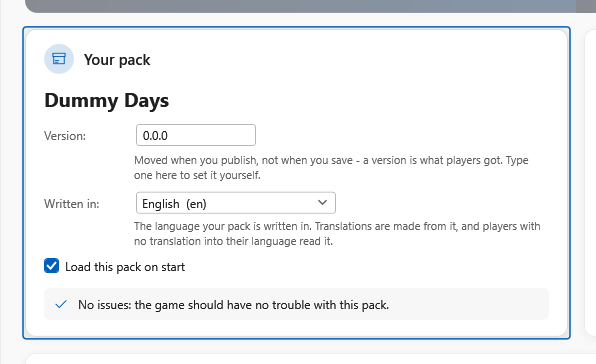 Your pack
Dummy Days
Version:
0.0.0
Moved when you publish, not when you save - a version is what players got. Type
one here to set it yourself.
Written in:
English (en)
The language your pack is written in. Translations are made from it, and players with
no translation into their language read it.
Load this pack on start
No issues: the game should have no trouble with this pack.